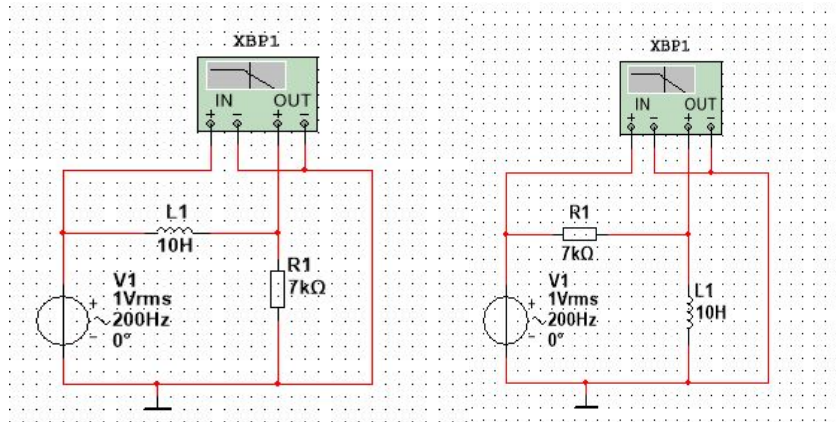 XBP1
IN OUT
+ − + −
L1
10H
R1
7kΩ
V1
1Vrms
200Hz
0°
+
−
XBP1
IN OUT
+ − + −
R1
7kΩ
L1
10H
V1
1Vrms
200Hz
0°
+
−